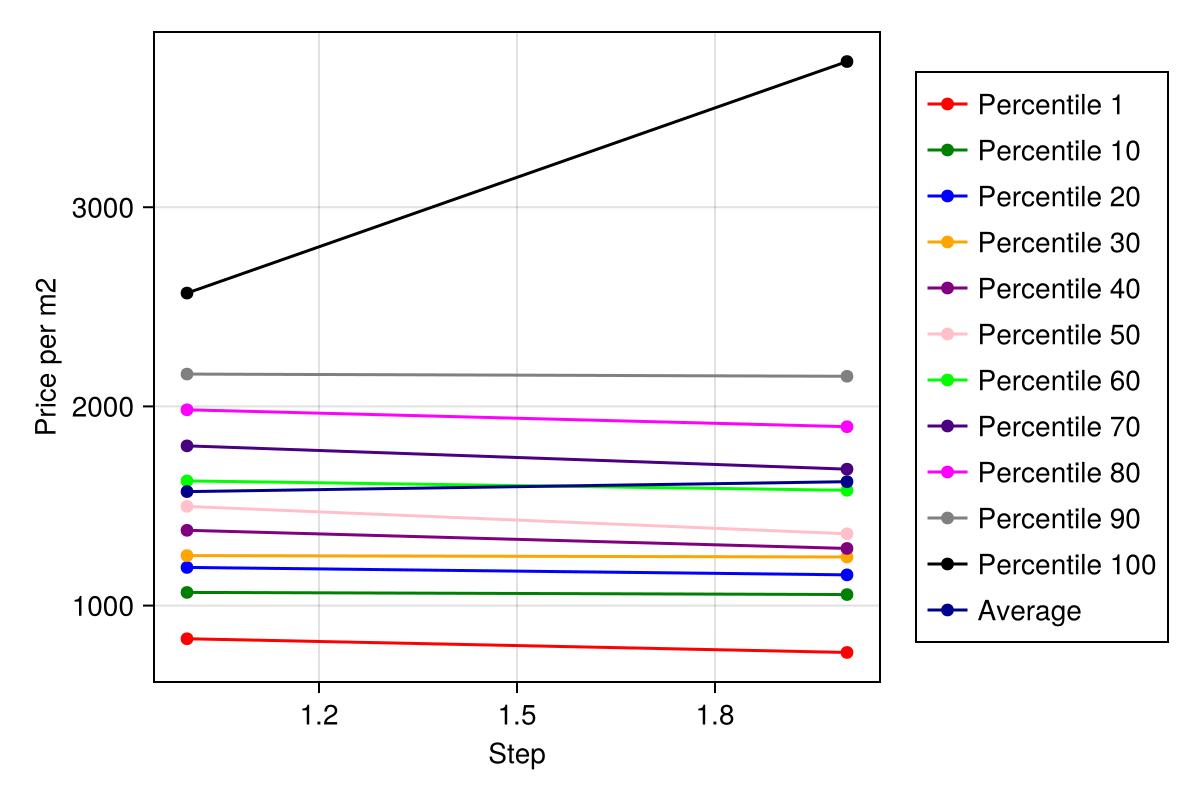 Price per m2
3000
2000
1000
1.2
1.5
1.8
Step
Percentile 1
Percentile 10
Percentile 20
Percentile 30
Percentile 40
Percentile 50
Percentile 60
Percentile 70
Percentile 80
Percentile 90
Percentile 100
Average